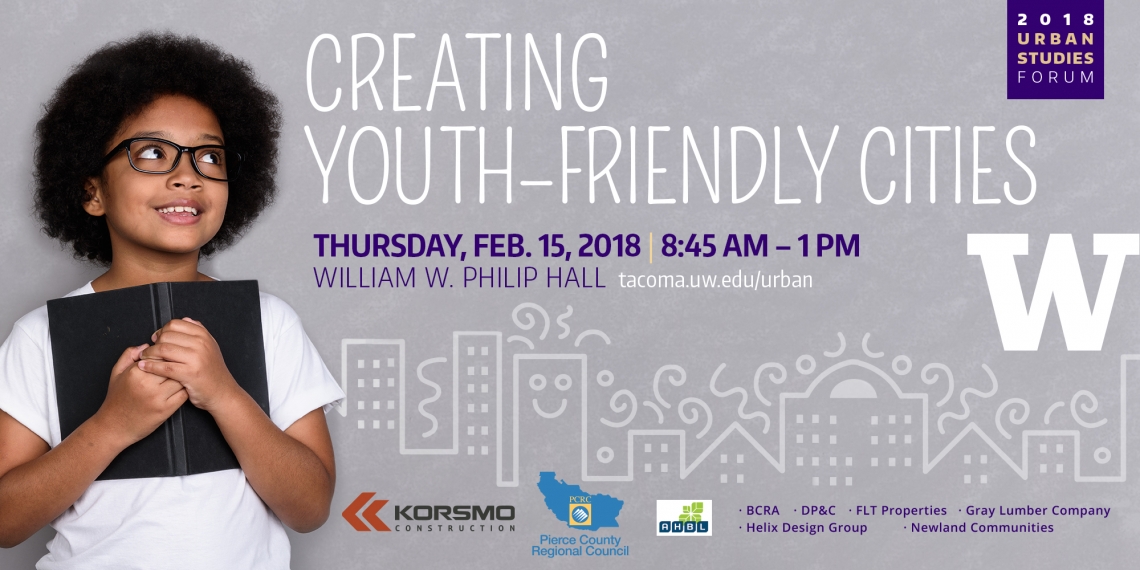 2018
URBAN
STUDIES
FORUM
CREATING
YOUTH-FRIENDLY CITIES
THURSDAY, FEB. 15, 2018 | 8:45 AM – 1 PM
WILLIAM W. PHILIP HALL tacoma.uw.edu/urban
W
KORSMO
CONSTRUCTION
PCRC
Pierce County
Regional Council
AHBL
· BCRA · DP&C · FLT Properties · Gray Lumber Company
· Helix Design Group · Newland Communities